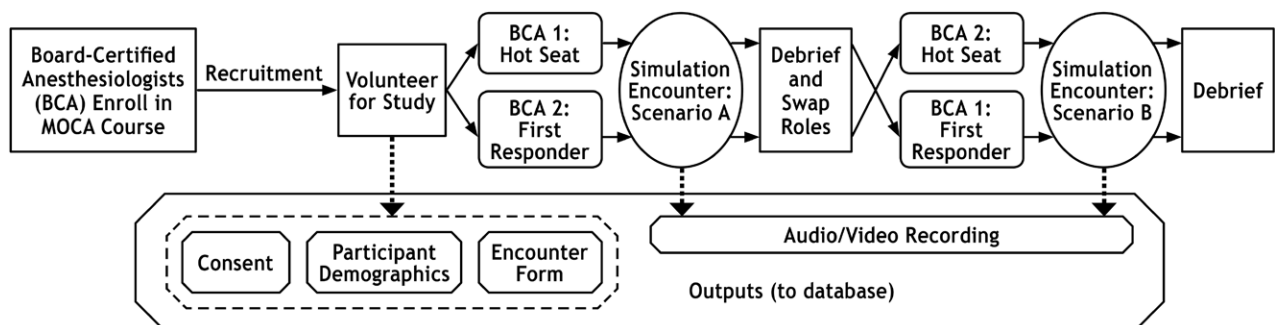 Board-Certified
Anesthesiologists
(BCA) Enroll in
MOCA Course
Recruitment
Volunteer
for Study
BCA 1:
Hot Seat
BCA 2:
First
Responder
Simulation
Encounter:
Scenario A
Debrief
and
Swap
Roles
BCA 2:
Hot Seat
BCA 1:
First
Responder
Simulation
Encounter:
Scenario B
Debrief
Consent
Participant
Demographics
Encounter
Form
Audio/Video Recording
Outputs (to database)